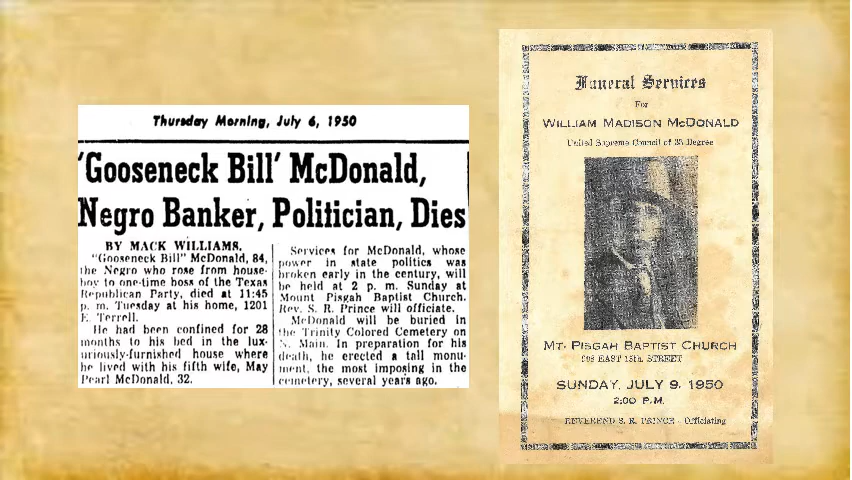 Thursday Morning, July 6, 1950
'Gooseneck Bill' McDonald,
Negro Banker, Politician, Dies
BY MACK WILLIAMS.
"Gooseneck Bill" McDonald, 84,
the Negro who rose from house-
boy to one-time boss of the Texas
Republican Party, died at 11:45
p. m. Tuesday at his home, 1201
E. Terrell.
He had been confined for 28
months to his bed in the lux-
uriously-furnished house where
he lived with his fifth wife, May
Pearl McDonald, 32.
Services for McDonald, whose
power in state politics was
broken early in the century, will
be held at 2 p. m. Sunday at
Mount Pisgah Baptist Church.
Rev. S. R. Prince will officiate.
McDonald will be buried in
the Trinity Colored Cemetery on
N. Main. In preparation for his
death, he erected a tall monu-
ment, the most imposing in the
cemetery, several years ago.
Funeral Services
For
WILLIAM MADISON McDONALD
United Supreme Council of 33 Degree
MT. PISGAH BAPTIST CHURCH
EAST 15th. STREET
SUNDAY, JULY 9, 1950
2:00 P.M.
REVEREND S. R. PRINCE - Officiating